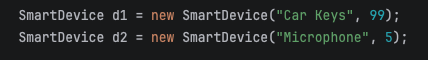 SmartDevice d1 = new SmartDevice("Car Keys", 99);
SmartDevice d2 = new SmartDevice("Microphone", 5);